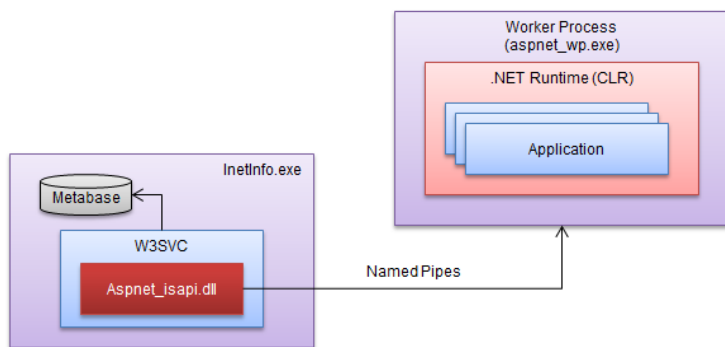 Worker Process
(aspnet_wp.exe)
.NET Runtime (CLR)
Application
InetInfo.exe
Metabase
W3SVC
Aspnet_isapi.dll
Named Pipes